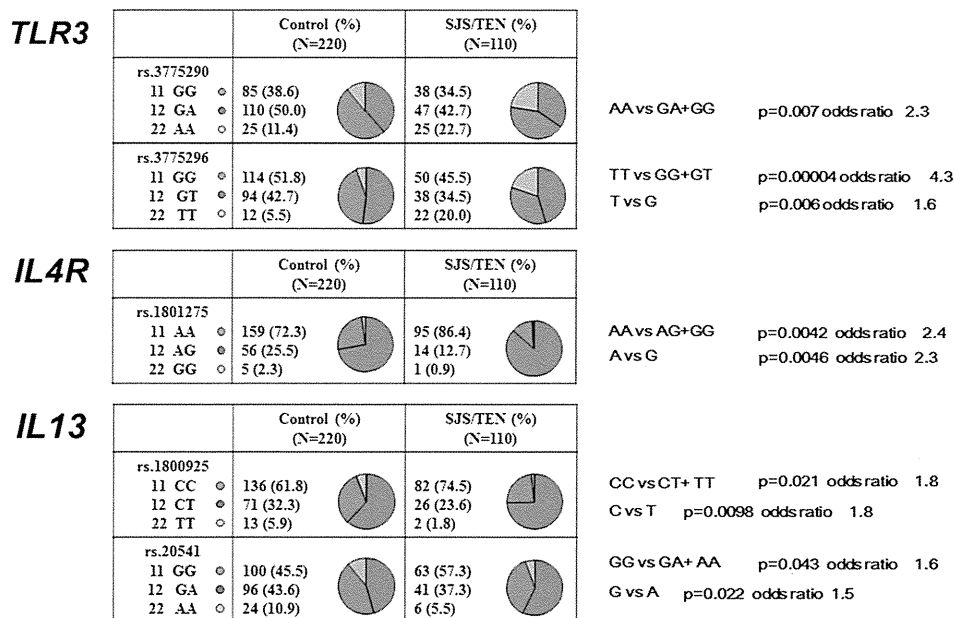 TLR3
Control (%) SJS/TEN (%)
(N=220) (N=110)
rs.3775290
11 GG 85 (38.6) 38 (34.5)
12 GA 110 (50.0) 47 (42.7)
22 AA 25 (11.4) 25 (22.7)
AA vs GA+GG p=0.007 odds ratio 2.3
rs.3775296
11 GG 114 (51.8) 50 (45.5)
12 GT 94 (42.7) 38 (34.5)
22 TT 12 (5.5) 22 (20.0)
TT vs GG+GT p=0.00004 odds ratio 4.3
T vs G p=0.006 odds ratio 1.6
IL4R
Control (%) SJS/TEN (%)
(N=220) (N=110)
rs.1801275
11 AA 159 (72.3) 95 (86.4)
12 AG 56 (25.5) 14 (12.7)
22 GG 5 (2.3) 1 (0.9)
AA vs AG+GG p=0.0042 odds ratio 2.4
A vs G p=0.0046 odds ratio 2.3
IL13
Control (%) SJS/TEN (%)
(N=220) (N=110)
rs.1800925
11 CC 136 (61.8) 82 (74.5)
12 CT 71 (32.3) 26 (23.6)
22 TT 13 (5.9) 2 (1.8)
CC vs CT+ TT p=0.021 odds ratio 1.8
C vs T p=0.0098 odds ratio 1.8
rs.20541
11 GG 100 (45.5) 63 (57.3)
12 GA 96 (43.6) 41 (37.3)
22 AA 24 (10.9) 6 (5.5)
GG vs GA+ AA p=0.043 odds ratio 1.6
G vs A p=0.022 odds ratio 1.5